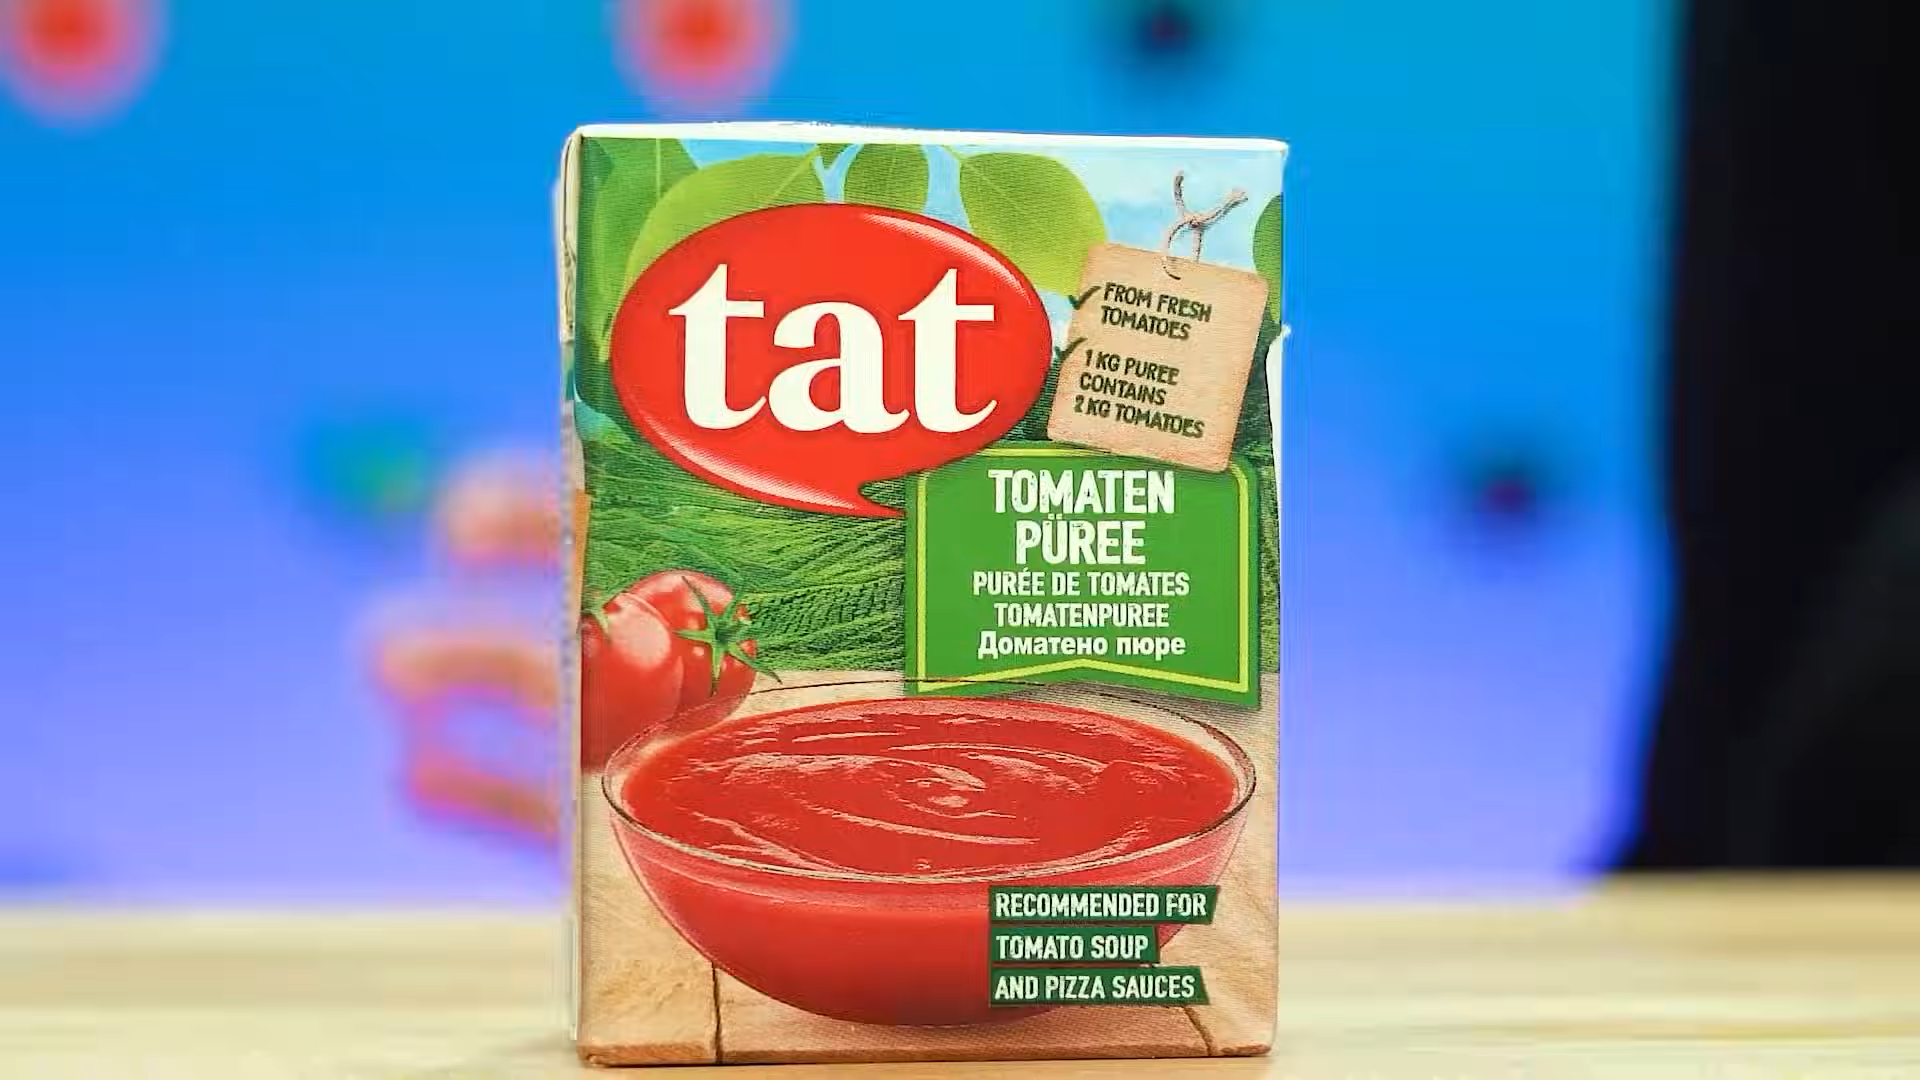 tat
FROM FRESH
TOMATOES
1 KG PUREE
CONTAINS
2 KG TOMATOES
TOMATEN
PÜREE
PURÉE DE TOMATES
TOMATENPUREE
Доматено пюре
RECOMMENDED FOR
TOMATO SOUP
AND PIZZA SAUCES